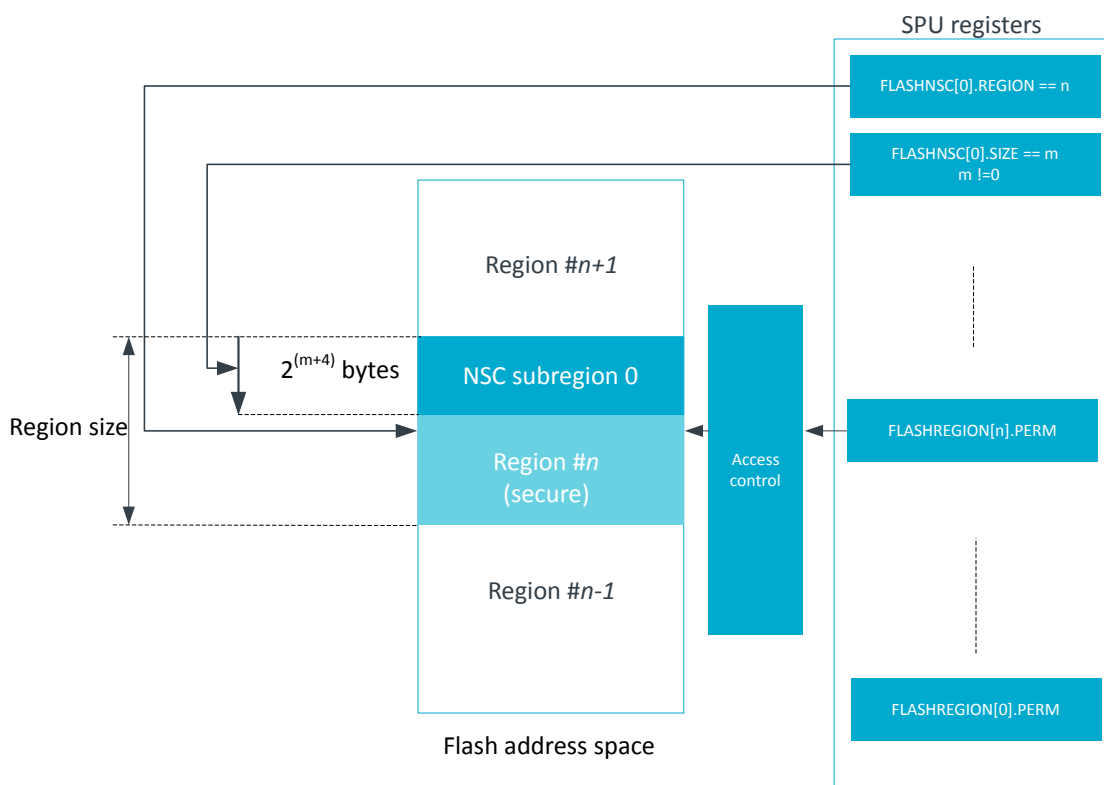 SPU registers
FLASHNSC[0].REGION == n
FLASHNSC[0].SIZE == m
m !=0
Region #n+1
2^(m+4) bytes
NSC subregion 0
Region size
FLASHREGION[n].PERM
Region #n
(secure)
Access
control
Region #n-1
FLASHREGION[0].PERM
Flash address space